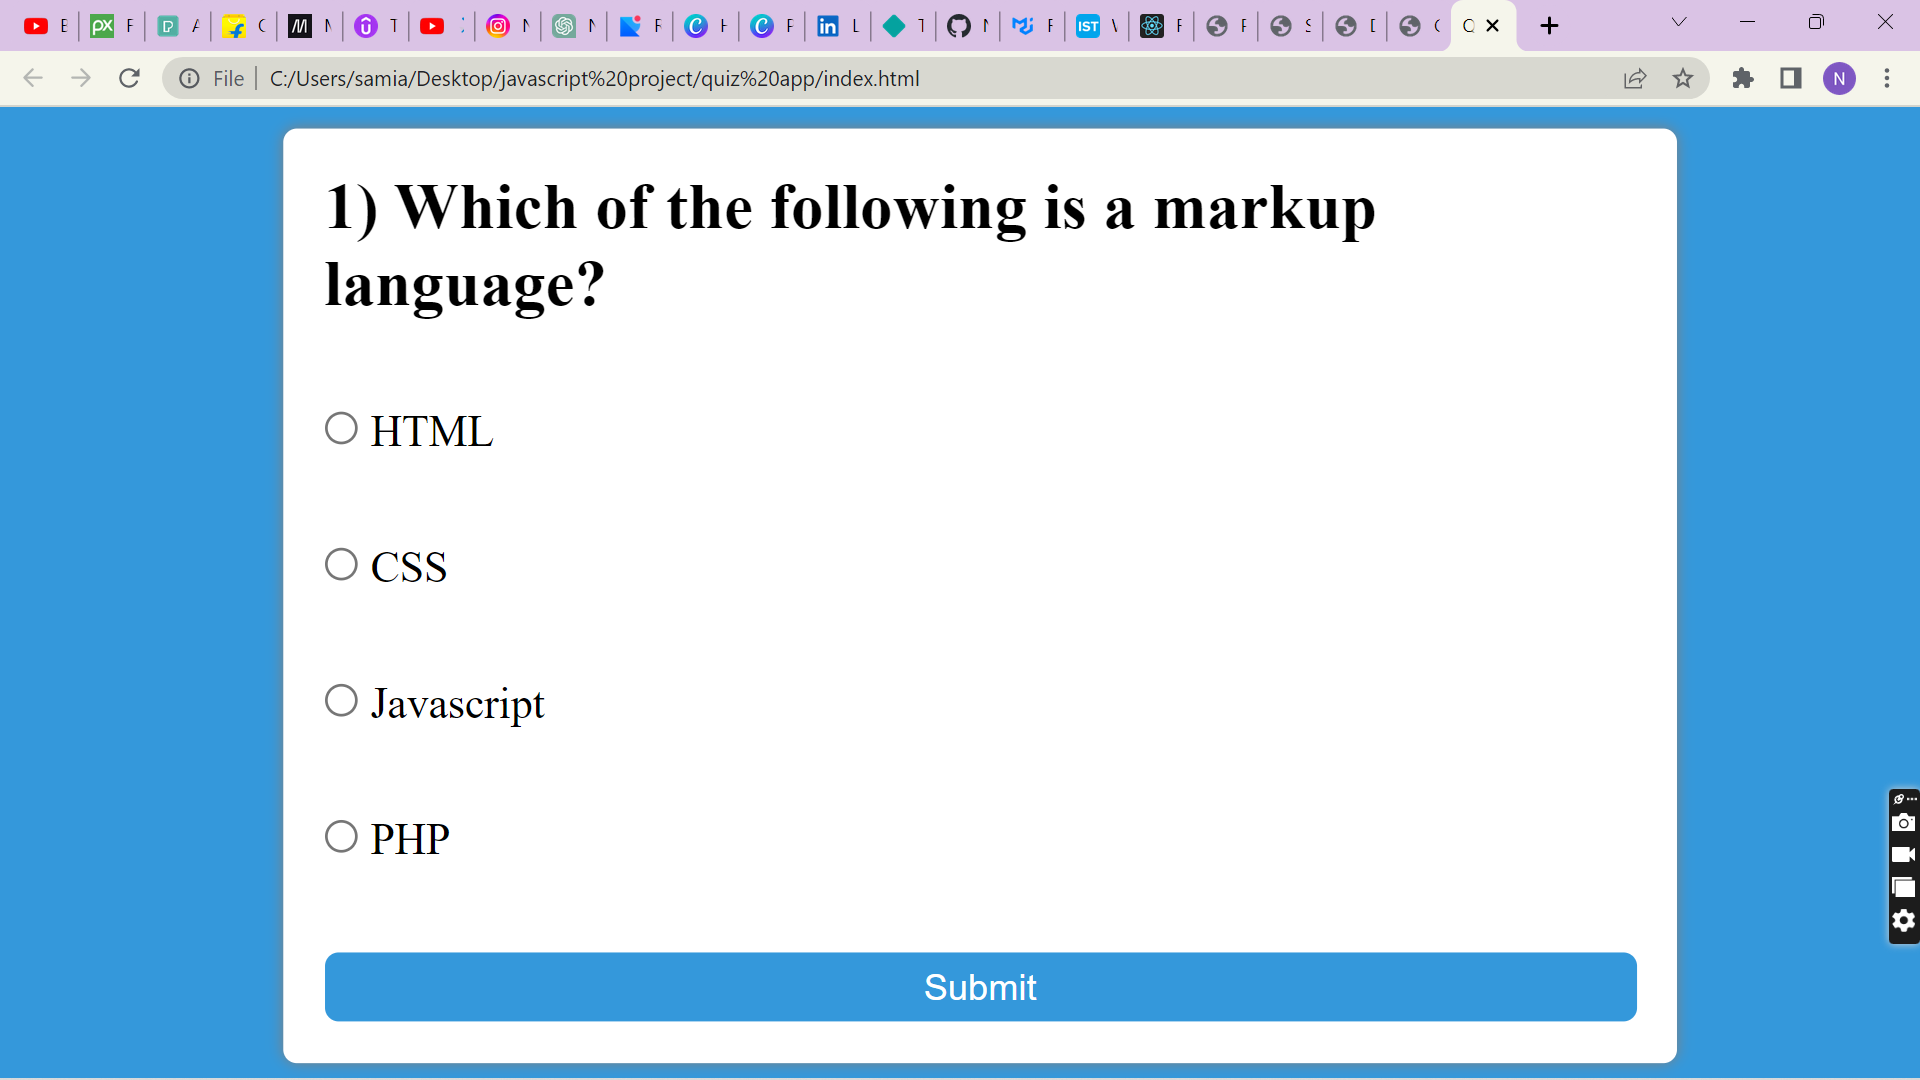 File
C:/Users/samia/Desktop/javascript%20project/quiz%20app/index.html
N
1) Which of the following is a markup
language?
HTML
CSS
Javascript
PHP
Submit